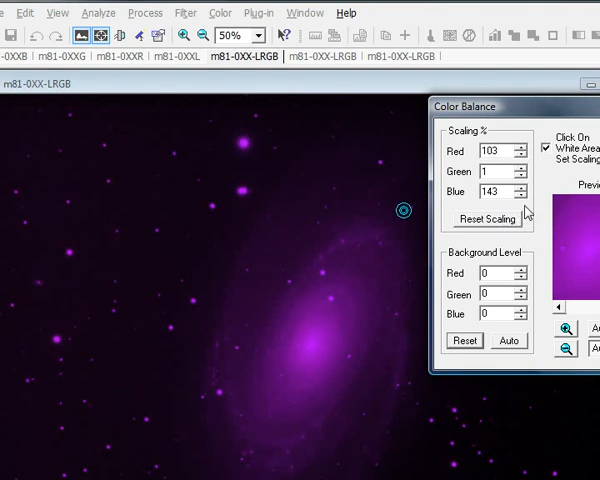 e Edit View Analyze Process Filter Color Plug-in Window Help
50%
-0XXB m81-0XXG m81-0XXR m81-0XXL m81-0XX-LRGB m81-0XX-LRGB m81-0XX-LRGB
m81-0XX-LRGB
Color Balance
Scaling %
Red 103
Green 1
Blue 143
Reset Scaling
Click On
White Area
Set Scaling
Previ
Background Level
Red 0
Green 0
Blue 0
Reset Auto
Au
Au